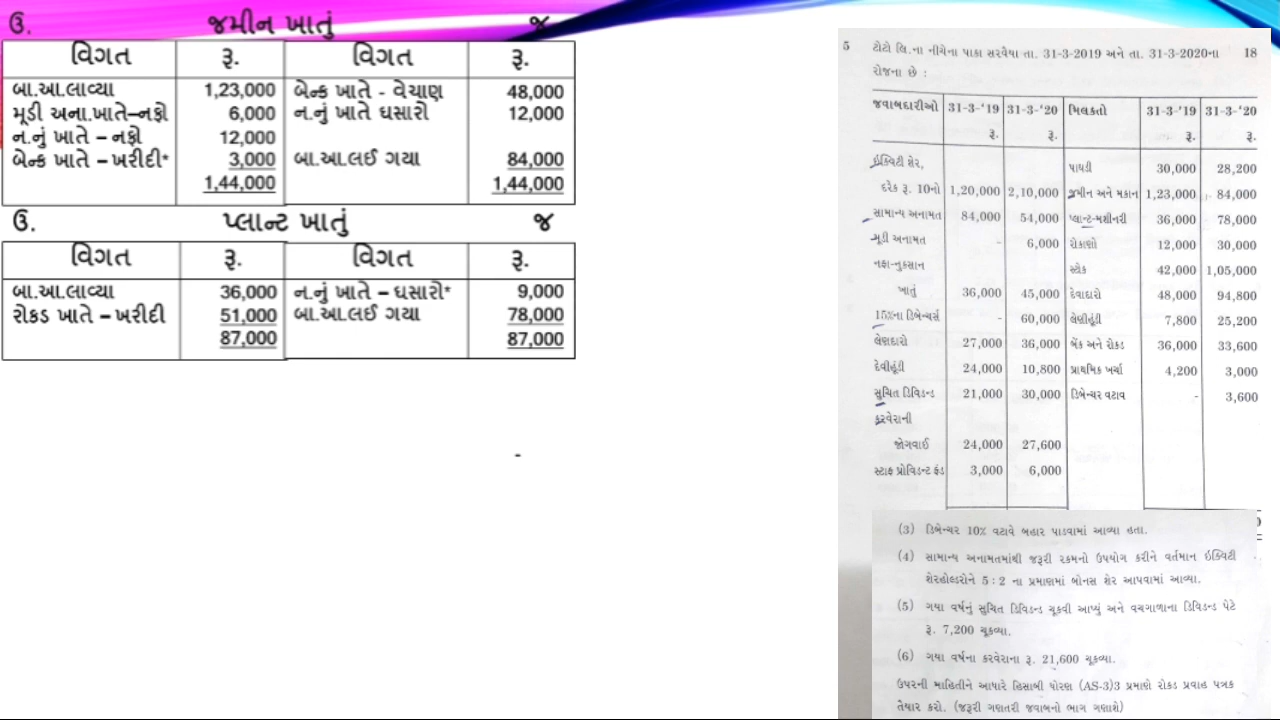 ઉ. જમીન ખાતું જ
વિગત રૂ. વિગત રૂ.
બા.આ.લાવ્યા 1,23,000 બેન્ક ખાતે - વેચાણ 48,000
મૂડી અના.ખાતે–નફો 6,000 ન.નું ખાતે ઘસારો 12,000
ન.નું ખાતે – નફો 12,000
બેન્ક ખાતે – ખરીદી* 3,000 બા.આ.લઈ ગયા 84,000
1,44,000 1,44,000
ઉ. પ્લાન્ટ ખાતું જ
વિગત રૂ. વિગત રૂ.
બા.આ.લાવ્યા 36,000 ન.નું ખાતે – ઘસારો* 9,000
રોકડ ખાતે – ખરીદી 51,000 બા.આ.લઈ ગયા 78,000
87,000 87,000
5 ટોટો લિ.ના નીચેના પાકા સરવૈયા તા. 31-3-2019 અને તા. 31-3-2020ના 18
રોજના છે :
જવાબદારીઓ 31-3-'19 31-3-'20 મિલકતો 31-3-'19 31-3-'20
રૂ. રૂ. રૂ. રૂ.
ઇક્વિટી શેર, પાઘડી 30,000 28,200
દરેક રૂ. 10નો 1,20,000 2,10,000 જમીન અને મકાન 1,23,000 84,000
સામાન્ય અનામત 84,000 54,000 પ્લાન્ટ-મશીનરી 36,000 78,000
મૂડી અનામત - 6,000 રોકાણો 12,000 30,000
નફા-નુકસાન સ્ટોક 42,000 1,05,000
ખાતું 36,000 45,000 દેવાદારો 48,000 94,800
15%ના ડિબેન્ચર્સ - 60,000 લેણીહૂંડી 7,800 25,200
લેણદારો 27,000 36,000 બેંક અને રોકડ 36,000 33,600
દેવીહૂંડી 24,000 10,800 પ્રાથમિક ખર્ચા 4,200 3,000
સુચિત ડિવિડન્ડ 21,000 30,000 ડિબેન્ચર વટાવ - 3,600
કરવેરાની
જોગવાઈ 24,000 27,600
સ્ટાફ પ્રોવિડન્ટ ફંડ 3,000 6,000
(3) ડિબેન્ચર 10% વટાવે બહાર પાડવામાં આવ્યા હતા.
(4) સામાન્ય અનામતમાંથી જરૂરી રકમનો ઉપયોગ કરીને વર્તમાન ઇક્વિટી
શેરહોલ્ડરોને 5 : 2 ના પ્રમાણમાં બોનસ શેર આપવામાં આવ્યા.
(5) ગયા વર્ષનું સુચિત ડિવિડન્ડ ચૂકવી આપ્યું અને વચગાળાના ડિવિડન્ડ પેટે
રૂ. 7,200 ચૂકવ્યા.
(6) ગયા વર્ષના કરવેરાના રૂ. 21,600 ચૂકવ્યા.
ઉપરની માહિતીને આધારે હિસાબી ધોરણ (AS-3)3 પ્રમાણે રોકડ પ્રવાહ પત્રક
તૈયાર કરો. (જરૂરી ગણતરી જવાબનો ભાગ ગણાશે)